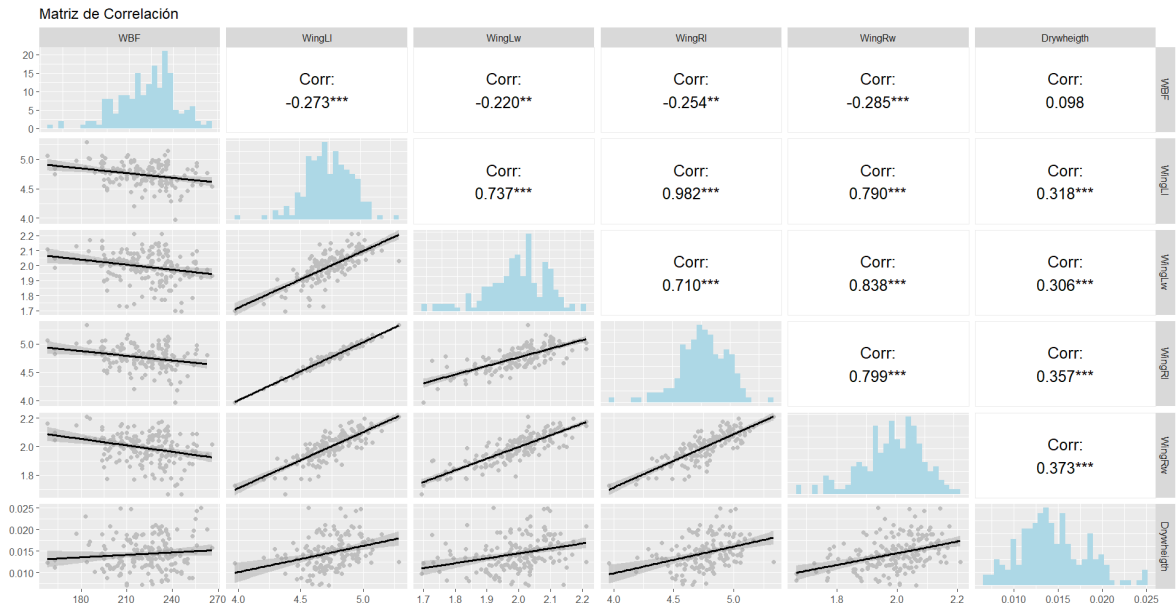 Matriz de Correlación
WBF WingLl WingLw WingRl WingRw Drywheigth
20
15
10
5
0
Corr:
-0.273***
Corr:
-0.220**
Corr:
-0.254**
Corr:
-0.285***
Corr:
0.098
WBF
5.0
4.5
4.0
Corr:
0.737***
Corr:
0.982***
Corr:
0.790***
Corr:
0.318***
WingLl
2.2
2.1
2.0
1.9
1.8
1.7
Corr:
0.710***
Corr:
0.838***
Corr:
0.306***
WingLw
5.0
4.5
4.0
Corr:
0.799***
Corr:
0.357***
WingRl
2.2
2.0
1.8
Corr:
0.373***
WingRw
0.025
0.020
0.015
0.010
Drywheigth
180 210 240 270 4.0 4.5 5.0 1.7 1.8 1.9 2.0 2.1 2.2 4.0 4.5 5.0 1.8 2.0 2.2 0.010 0.015 0.020 0.025